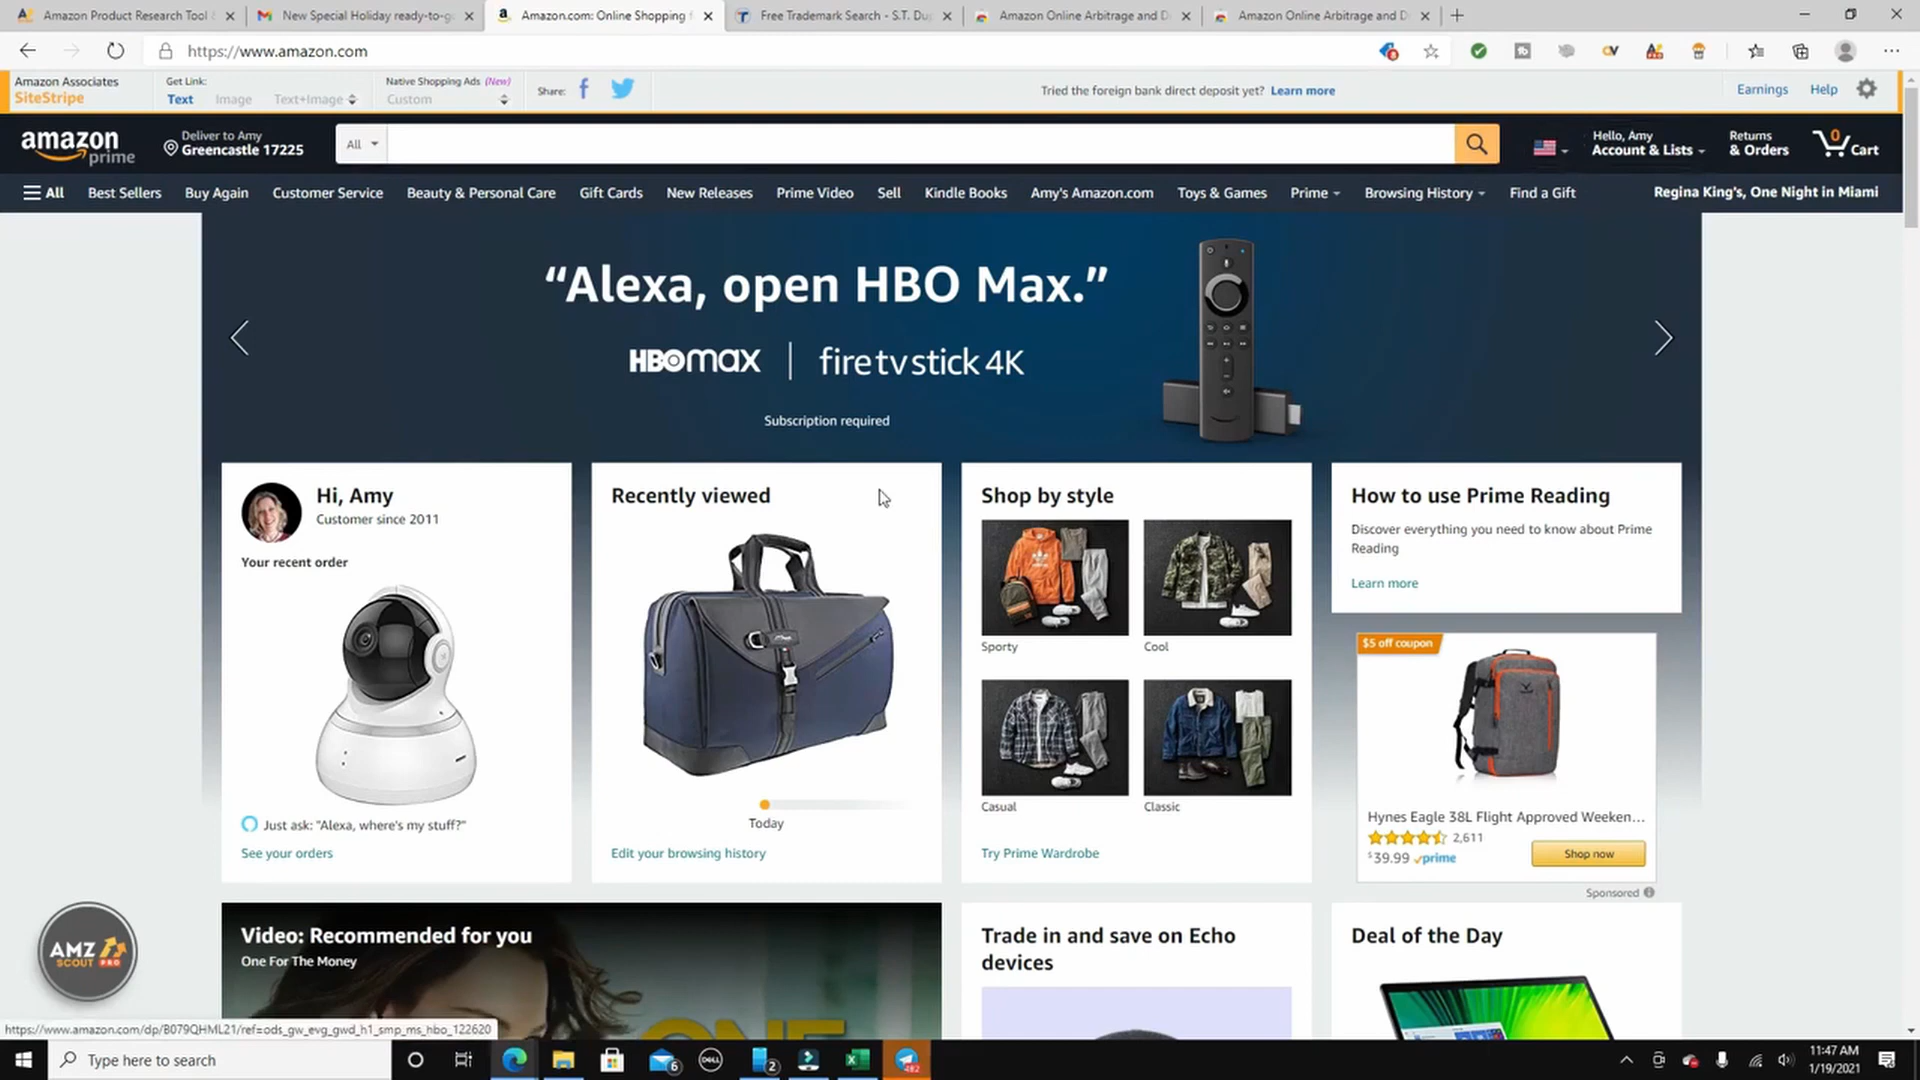 Amazon Product Research Tool &
New Special Holiday ready-to-go
Amazon.com: Online Shopping f
Free Trademark Search - S.T. Dup
Amazon Online Arbitrage and D
Amazon Online Arbitrage and D
https://www.amazon.com
Amazon Associates
SiteStripe
Get Link:
Text Image Text+Image
Native Shopping Ads (New)
Custom
Share:
Tried the foreign bank direct deposit yet? Learn more
Earnings Help
amazon
prime
Deliver to Amy
Greencastle 17225
All
Hello, Amy
Account & Lists
Returns
& Orders
0
Cart
All Best Sellers Buy Again Customer Service Beauty & Personal Care Gift Cards New Releases Prime Video Sell Kindle Books Amy's Amazon.com Toys & Games Prime Browsing History Find a Gift Regina King's, One Night in Miami
“Alexa, open HBO Max.”
HBOMAX | fire tv stick 4K
Subscription required
Hi, Amy
Customer since 2011
Your recent order
Just ask: "Alexa, where's my stuff?"
See your orders
Recently viewed
Today
Edit your browsing history
Shop by style
Sporty
Cool
Casual
Classic
Try Prime Wardrobe
How to use Prime Reading
Discover everything you need to know about Prime
Reading
Learn more
$5 off coupon
Hynes Eagle 38L Flight Approved Weeken...
2,611
$39.99 prime
Shop now
Sponsored
AMZ
SCOUT PRO
Video: Recommended for you
One For The Money
Trade in and save on Echo
devices
Deal of the Day
https://www.amazon.com/dp/B079QHML21/ref=ods_gw_evg_gwd_h1_smp_ms_hbo_122620
Type here to search
6
DELL
2
482
11:47 AM
1/19/2021